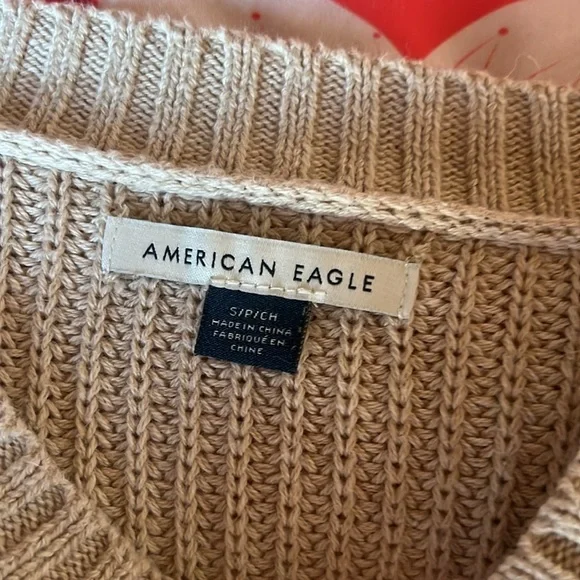 AMERICAN EAGLE
S/P/CH
MADE IN CHINA
FABRIQUÉ EN
CHINE